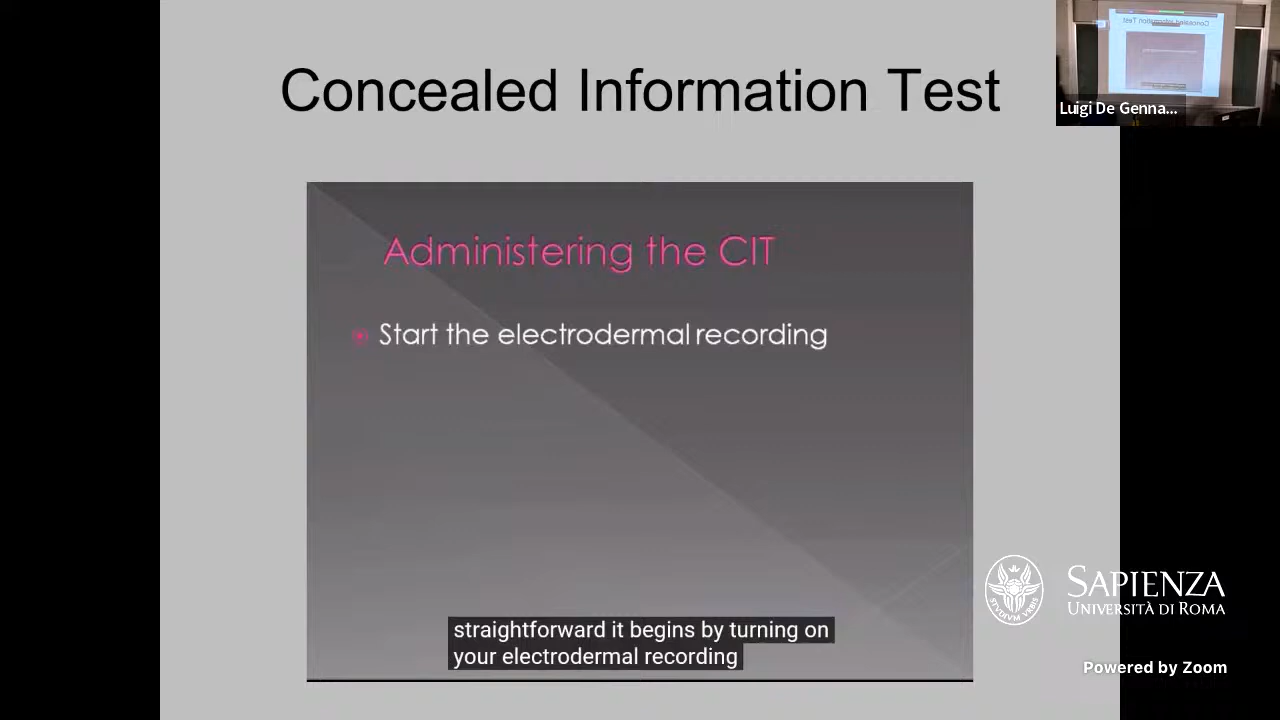 Concealed Information Test
Luigi De Genna...
Administering the CIT
Start the electrodermal recording
straightforward it begins by turning on
your electrodermal recording
SAPIENZA
UNIVERSITÀ DI ROMA
Powered by Zoom